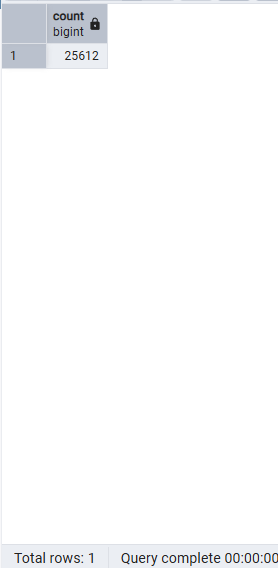 count
bigint
1 25612
Total rows: 1 Query complete 00:00:00